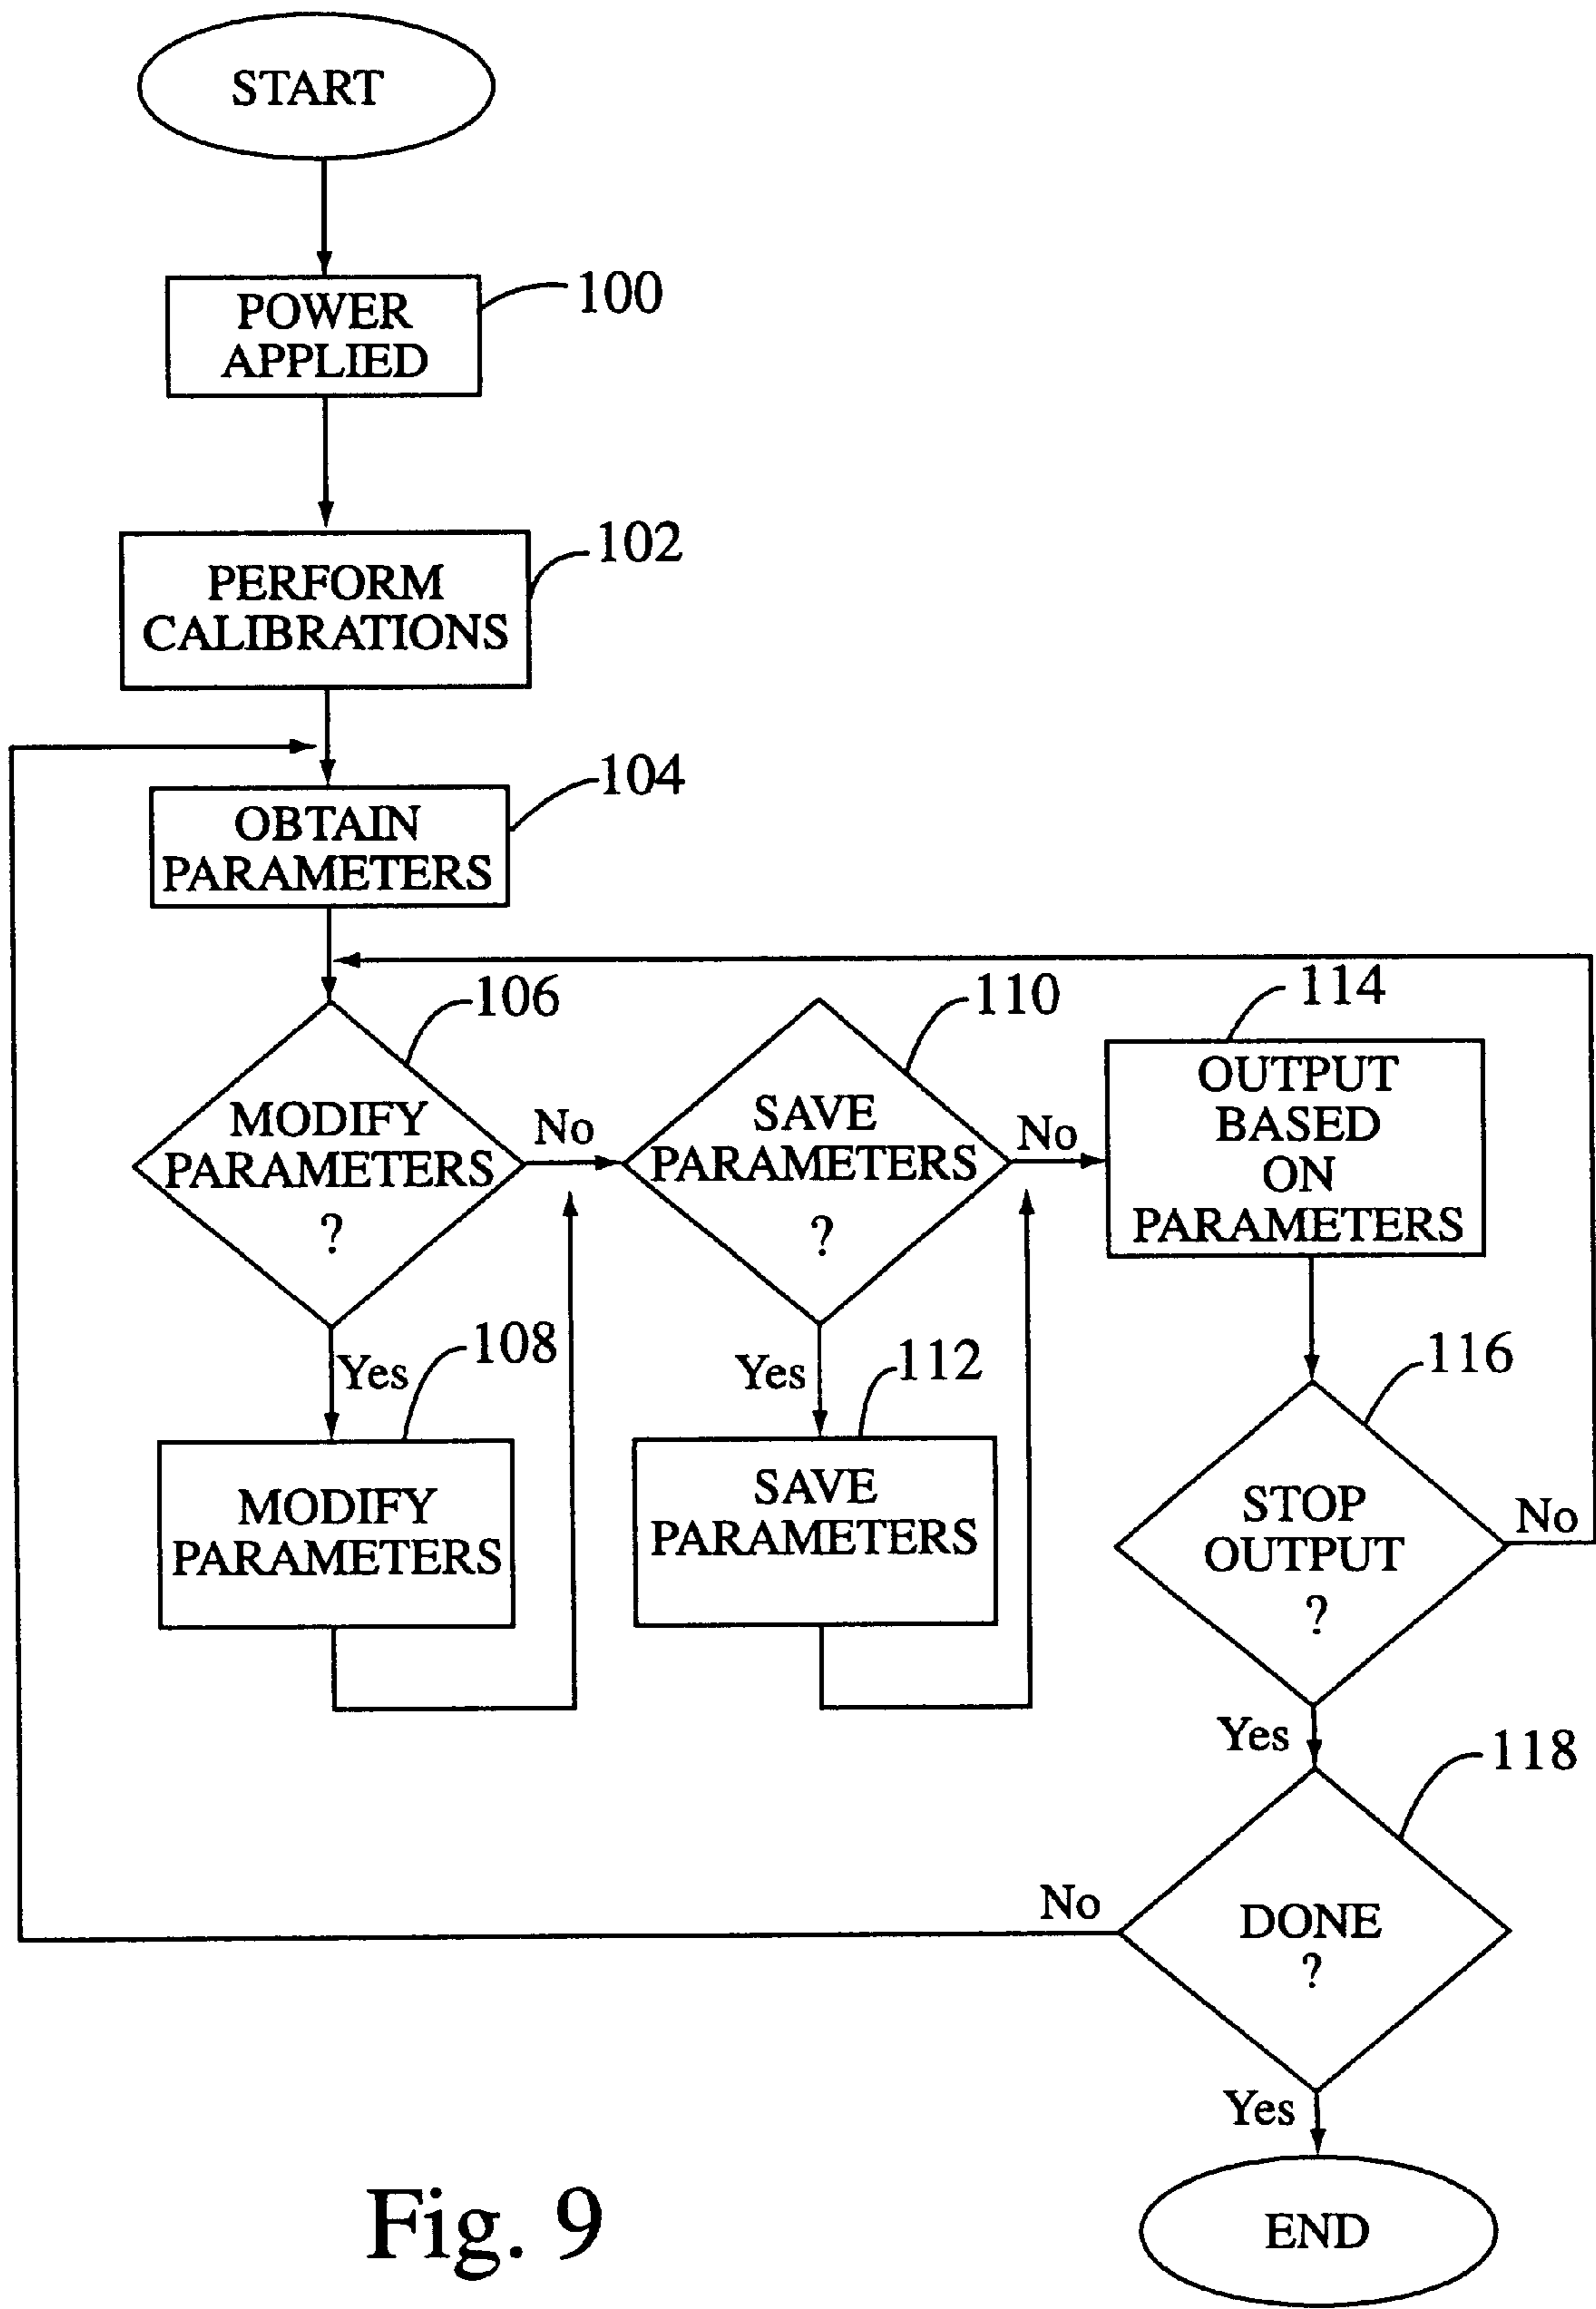 START
POWER
APPLIED
100
PERFORM
CALIBRATIONS
102
OBTAIN
PARAMETERS
104
MODIFY
PARAMETERS
?
106
No
Yes
MODIFY
PARAMETERS
108
SAVE
PARAMETERS
?
110
No
Yes
SAVE
PARAMETERS
112
OUTPUT
BASED
ON
PARAMETERS
114
STOP
OUTPUT
?
116
No
Yes
DONE
?
118
No
Yes
END
Fig. 9